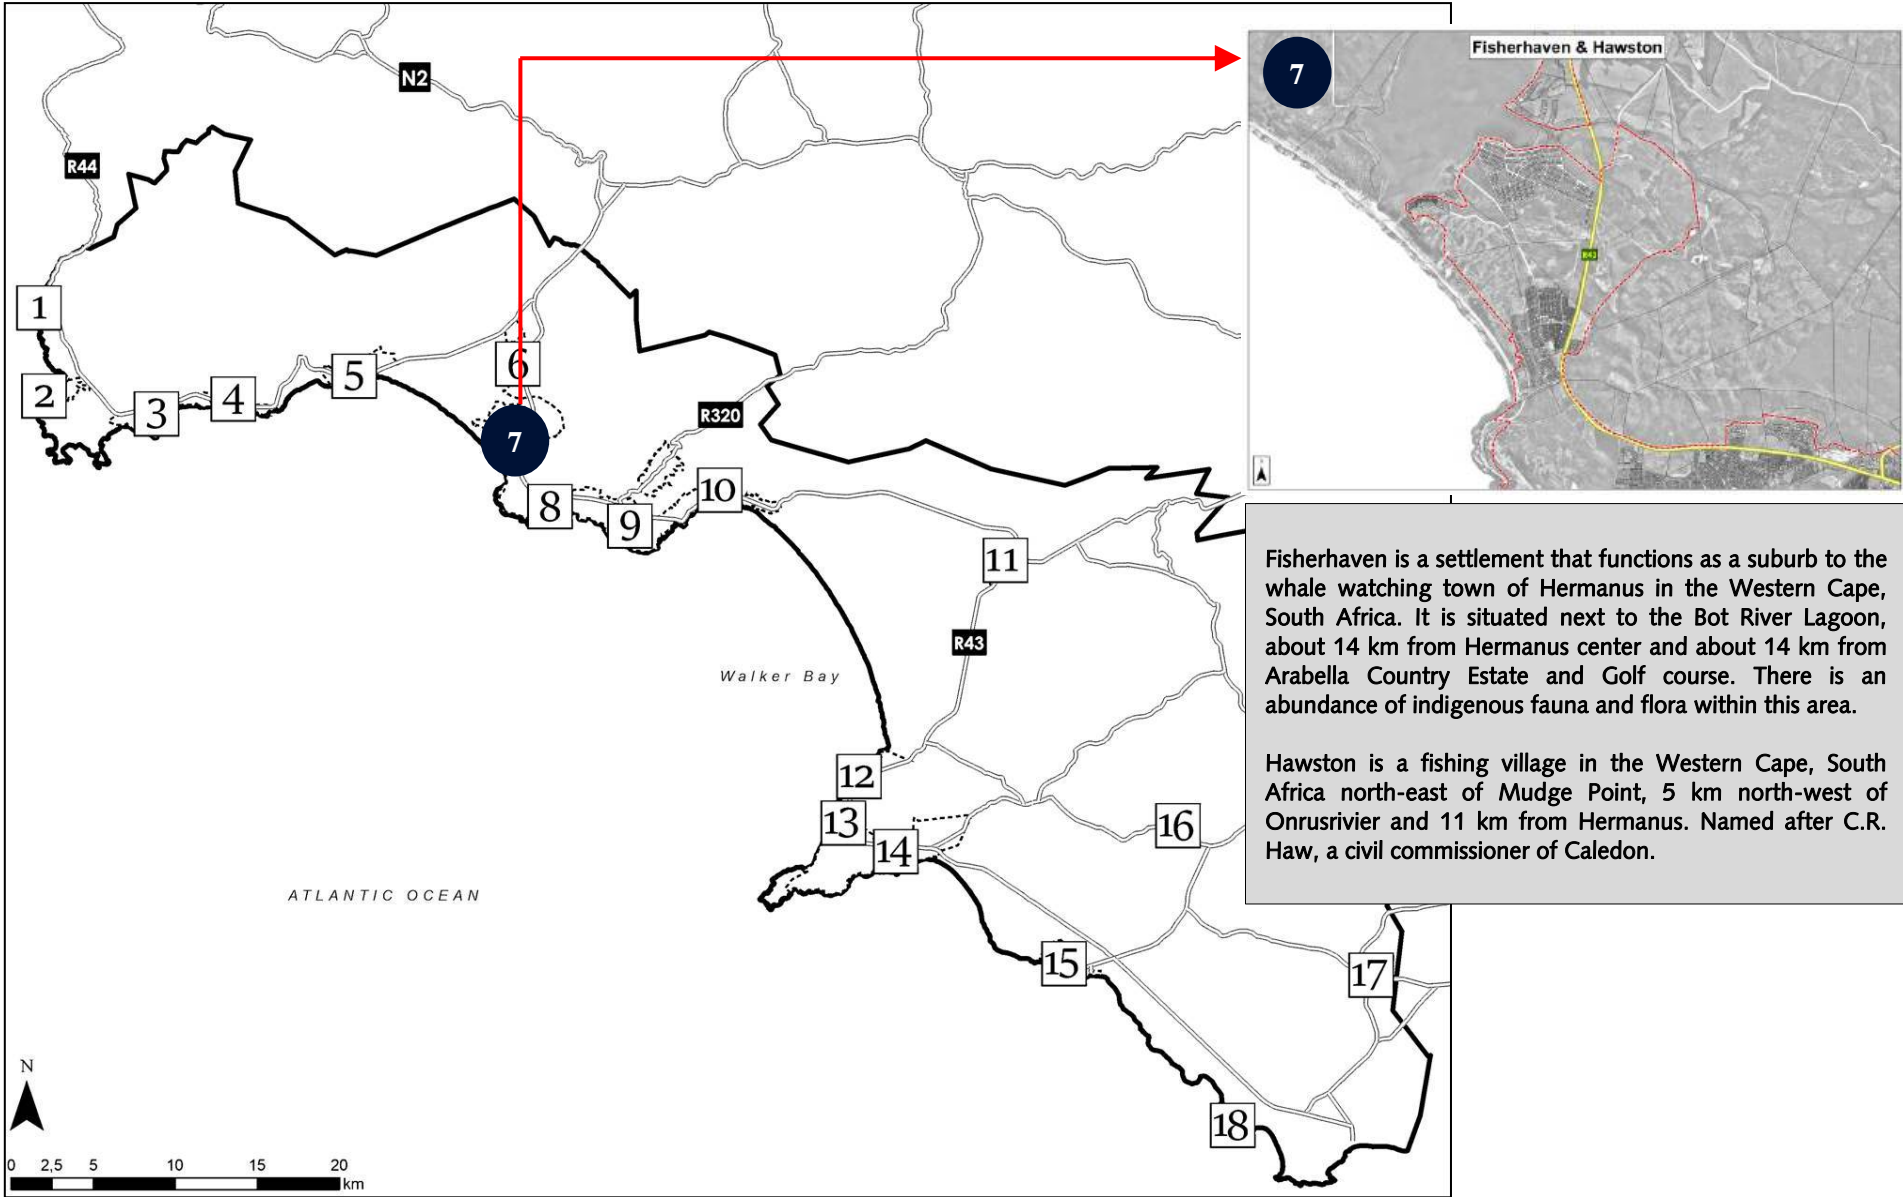 N2
R44
Fisherhaven & Hawston
7
R43
1
2
3
4
5
6
7
R320
8
9
10
11
R43
Walker Bay
12
13
14
16
ATLANTIC OCEAN
15
17
18
N
0 2,5 5 10 15 20
km
Fisherhaven is a settlement that functions as a suburb to the
whale watching town of Hermanus in the Western Cape,
South Africa. It is situated next to the Bot River Lagoon,
about 14 km from Hermanus center and about 14 km from
Arabella Country Estate and Golf course. There is an
abundance of indigenous fauna and flora within this area.
Hawston is a fishing village in the Western Cape, South
Africa north-east of Mudge Point, 5 km north-west of
Onrusrivier and 11 km from Hermanus. Named after C.R.
Haw, a civil commissioner of Caledon.